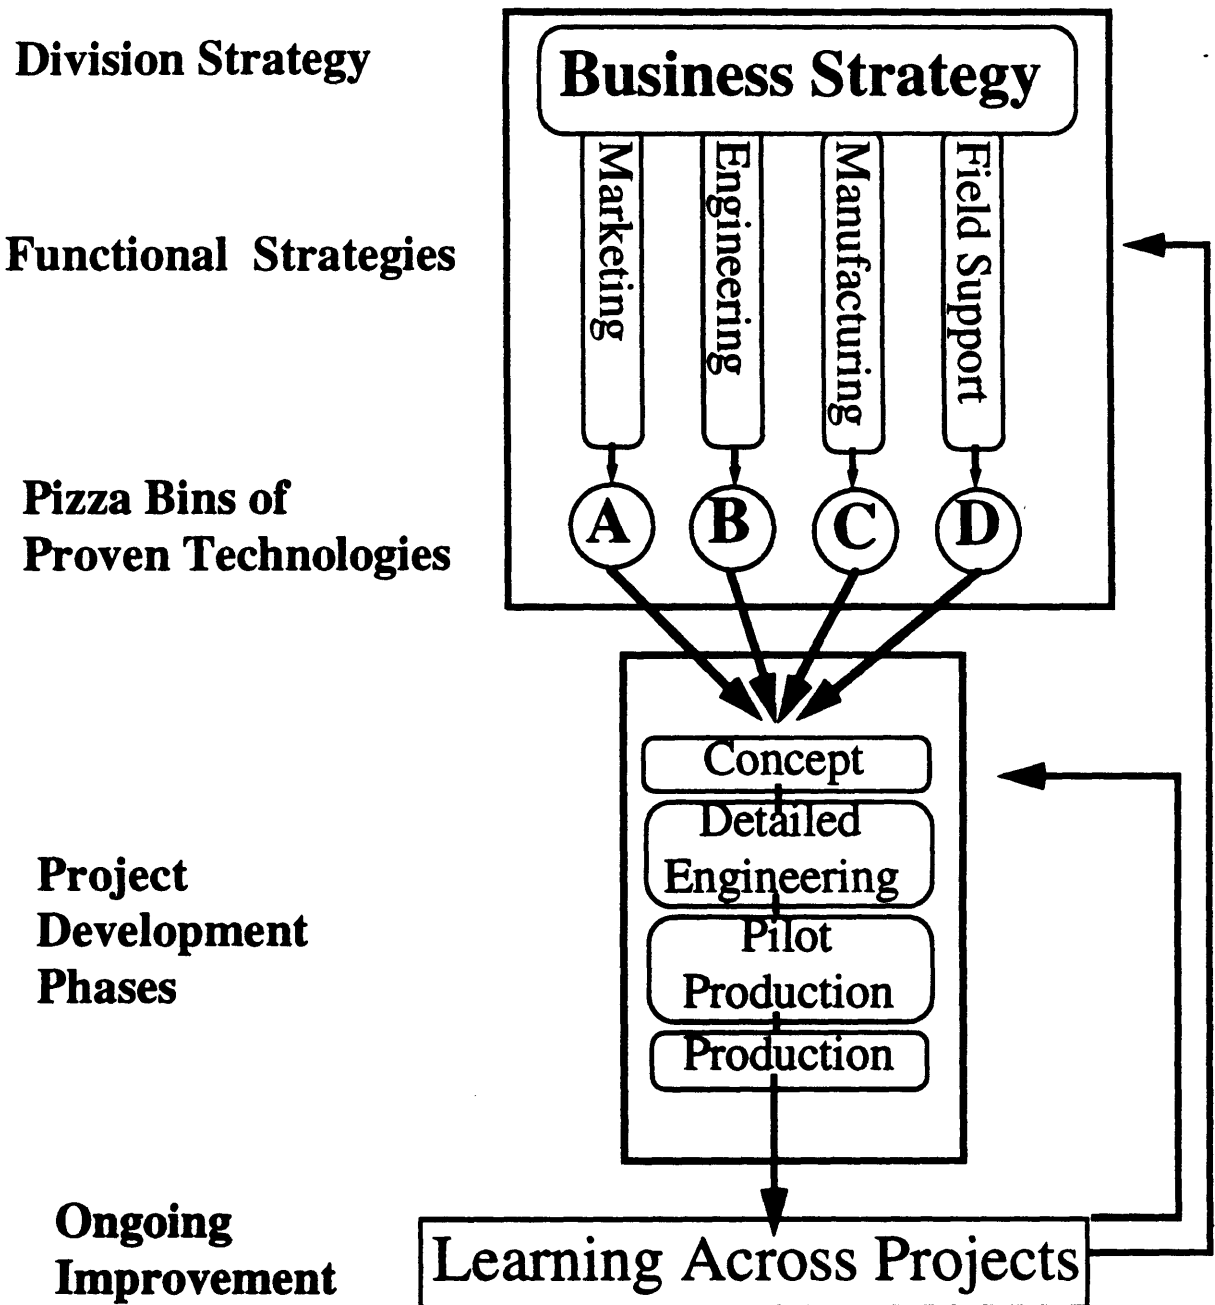 Division Strategy
Business Strategy
Functional Strategies
Marketing
Engineering
Manufacturing
Field Support
Pizza Bins of
Proven Technologies
A
B
C
D
Concept
Detailed
Engineering
Pilot
Production
Production
Project
Development
Phases
Ongoing
Improvement
Learning Across Projects